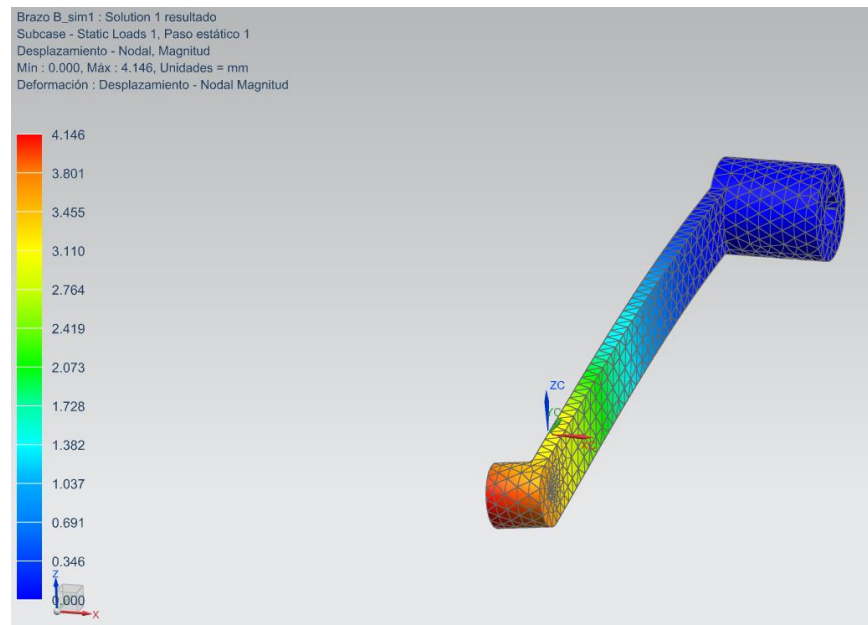 Brazo B_sim1 : Solution 1 resultado
Subcase - Static Loads 1, Paso estático 1
Desplazamiento - Nodal, Magnitud
Mín : 0.000, Máx : 4.146, Unidades = mm
Deformación : Desplazamiento - Nodal Magnitud
4.146
3.801
3.455
3.110
2.764
2.419
2.073
1.728
1.382
1.037
0.691
0.346
0.000
ZC
YC
Z
X